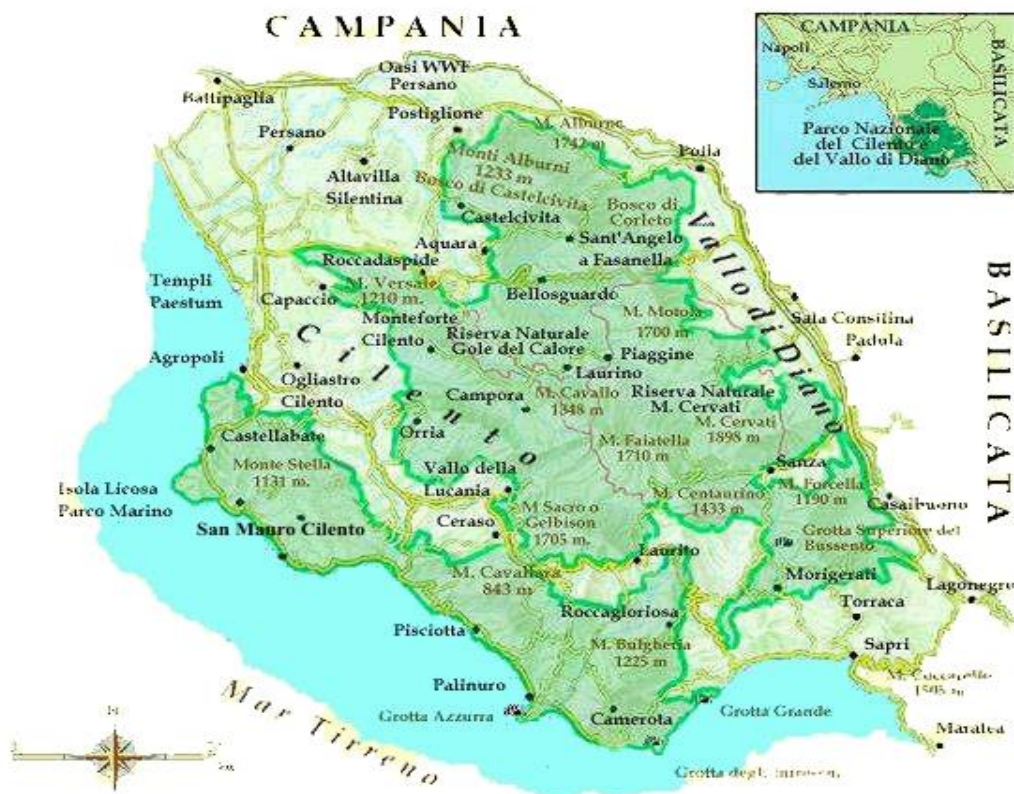 CAMPANIA
CAMPANIA
Napoli
Salerno
BASILICATA
Parco Nazionale
del Cilento e
del Vallo di Diano
Oasi WWF
Persano
Battipaglia
Postiglione
Persano
M. Alburne
1742 m
Polla
Monti Alburni
1233 m
Altavilla
Silentina
Bosco di Castelcivita
Castelcivita
Bosco di
Corleto
Sant'Angelo
a Fasanella
Aquara
Vallo di Diano
Roccadaspide
M. Versale
1210 m.
Capaccio
Bellosguardo
Templi
Paestum
BASILICATA
Sala Consilina
Padula
M. Motola
1700 m
Monteforte
Cilento
Riserva Naturale
Gole del Calore
Piaggine
Laurino
Agropoli
Ogliastro
Cilento
Cilento
Campora
M. Cavallo
1348 m
Riserva Naturale
M. Cervati
M. Cervati
1898 m
Orria
Castellabate
Monte Stella
1131 m.
M. Faiatella
1710 m
Vallo della
Lucania
Sanza
M. Forcella
1190 m
Isola Licosa
Parco Marino
M. Centaurino
1433 m
Casalbuono
San Mauro Cilento
Ceraso
M Sacro o
Gelbison
1705 m.
Grotta Superiore del
Bussento
Laurito
M. Cavallara
843 m
Morigerati
Lagonegro
Roccagloriosa
Torraca
Pisciotta
M. Bulgheria
1225 m
Sapri
Palinuro
Grotta Azzurra
Camerota
Grotta Grande
Maratea
Mar Tirreno
N